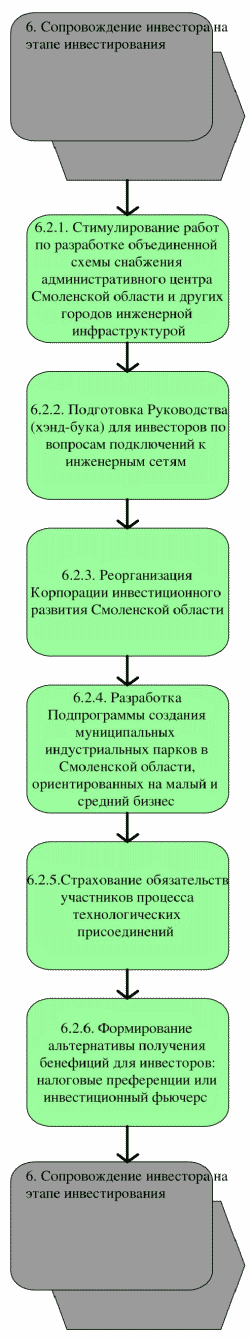 6. Сопровождение инвестора на
этапе инвестирования
6.2.1. Стимулирование работ
по разработке объединенной
схемы снабжения
административного центра
Смоленской области и других
городов инженерной
инфраструктурой
6.2.2. Подготовка Руководства
(хэнд-бука) для инвесторов по
вопросам подключений к
инженерным сетям
6.2.3. Реорганизация
Корпорации инвестиционного
развития Смоленской области
6.2.4. Разработка
Подпрограммы создания
муниципальных
индустриальных парков в
Смоленской области,
ориентированных на малый и
средний бизнес
6.2.5.Страхование обязательств
участников процесса
технологических
присоединений
6.2.6. Формирование
альтернативы получения
бенефиций для инвесторов:
налоговые преференции или
инвестиционный фьючерс
6. Сопровождение инвестора на
этапе инвестирования